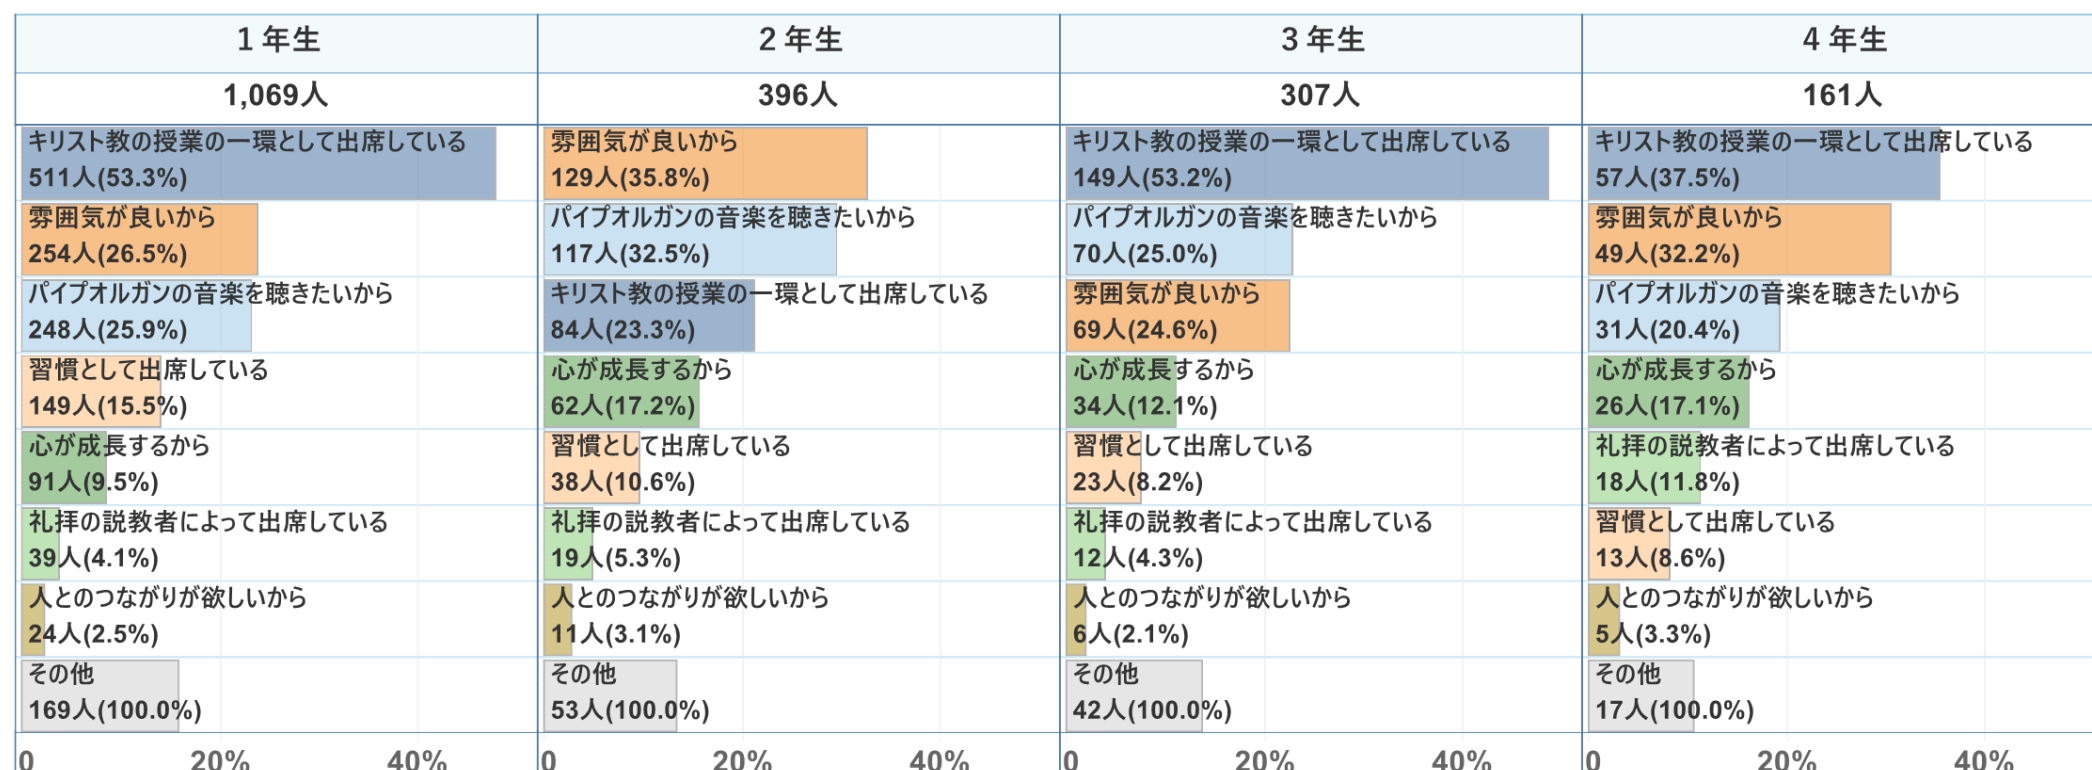 1 年生
1,069人
キリスト教の授業の一環として出席している
511人(53.3%)
雰囲気が良いから
254人(26.5%)
パイプオルガンの音楽を聴きたいから
248人(25.9%)
習慣として出席している
149人(15.5%)
心が成長するから
91人(9.5%)
礼拝の説教者によって出席している
39人(4.1%)
人とのつながりが欲しいから
24人(2.5%)
その他
169人(100.0%)
0 20% 40%
2 年生
396人
雰囲気が良いから
129人(35.8%)
パイプオルガンの音楽を聴きたいから
117人(32.5%)
キリスト教の授業の一環として出席している
84人(23.3%)
心が成長するから
62人(17.2%)
習慣として出席している
38人(10.6%)
礼拝の説教者によって出席している
19人(5.3%)
人とのつながりが欲しいから
11人(3.1%)
その他
53人(100.0%)
0 20% 40%
3 年生
307人
キリスト教の授業の一環として出席している
149人(53.2%)
パイプオルガンの音楽を聴きたいから
70人(25.0%)
雰囲気が良いから
69人(24.6%)
心が成長するから
34人(12.1%)
習慣として出席している
23人(8.2%)
礼拝の説教者によって出席している
12人(4.3%)
人とのつながりが欲しいから
6人(2.1%)
その他
42人(100.0%)
0 20% 40%
4 年生
161人
キリスト教の授業の一環として出席している
57人(37.5%)
雰囲気が良いから
49人(32.2%)
パイプオルガンの音楽を聴きたいから
31人(20.4%)
心が成長するから
26人(17.1%)
礼拝の説教者によって出席している
18人(11.8%)
習慣として出席している
13人(8.6%)
人とのつながりが欲しいから
5人(3.3%)
その他
17人(100.0%)
0 20% 40%